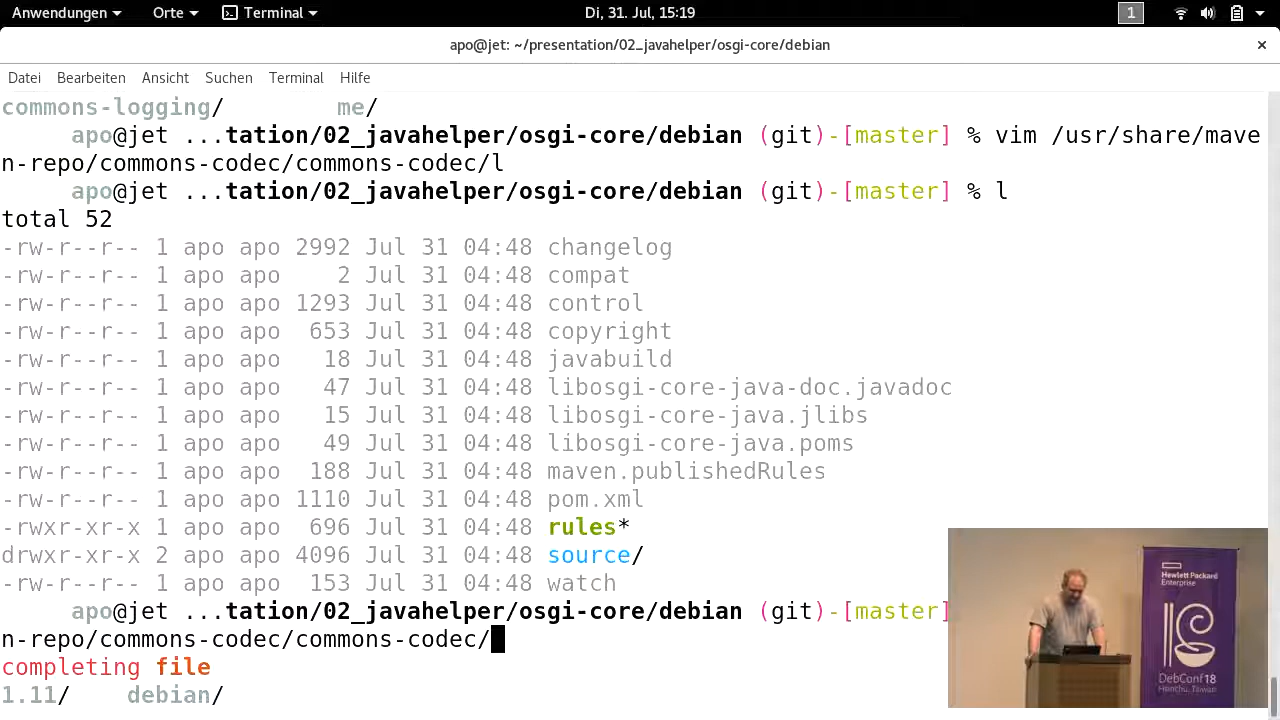 Anwendungen Orte Terminal Di, 31. Jul, 15:19 1
apo@jet: ~/presentation/02_javahelper/osgi-core/debian ×
Datei Bearbeiten Ansicht Suchen Terminal Hilfe
commons-logging/ me/
apo@jet ...tation/02_javahelper/osgi-core/debian (git)-[master] % vim /usr/share/mave
n-repo/commons-codec/commons-codec/l
apo@jet ...tation/02_javahelper/osgi-core/debian (git)-[master] % l
total 52
-rw-r--r-- 1 apo apo 2992 Jul 31 04:48 changelog
-rw-r--r-- 1 apo apo 2 Jul 31 04:48 compat
-rw-r--r-- 1 apo apo 1293 Jul 31 04:48 control
-rw-r--r-- 1 apo apo 653 Jul 31 04:48 copyright
-rw-r--r-- 1 apo apo 18 Jul 31 04:48 javabuild
-rw-r--r-- 1 apo apo 47 Jul 31 04:48 libosgi-core-java-doc.javadoc
-rw-r--r-- 1 apo apo 15 Jul 31 04:48 libosgi-core-java.jlibs
-rw-r--r-- 1 apo apo 49 Jul 31 04:48 libosgi-core-java.poms
-rw-r--r-- 1 apo apo 188 Jul 31 04:48 maven.publishedRules
-rw-r--r-- 1 apo apo 1110 Jul 31 04:48 pom.xml
-rwxr-xr-x 1 apo apo 696 Jul 31 04:48 rules*
drwxr-xr-x 2 apo apo 4096 Jul 31 04:48 source/
-rw-r--r-- 1 apo apo 153 Jul 31 04:48 watch
apo@jet ...tation/02_javahelper/osgi-core/debian (git)-[master]
n-repo/commons-codec/commons-codec/
completing file
1.11/ debian/
Hewlett Packard
Enterprise
DebConf18
Hsinchu, Taiwan